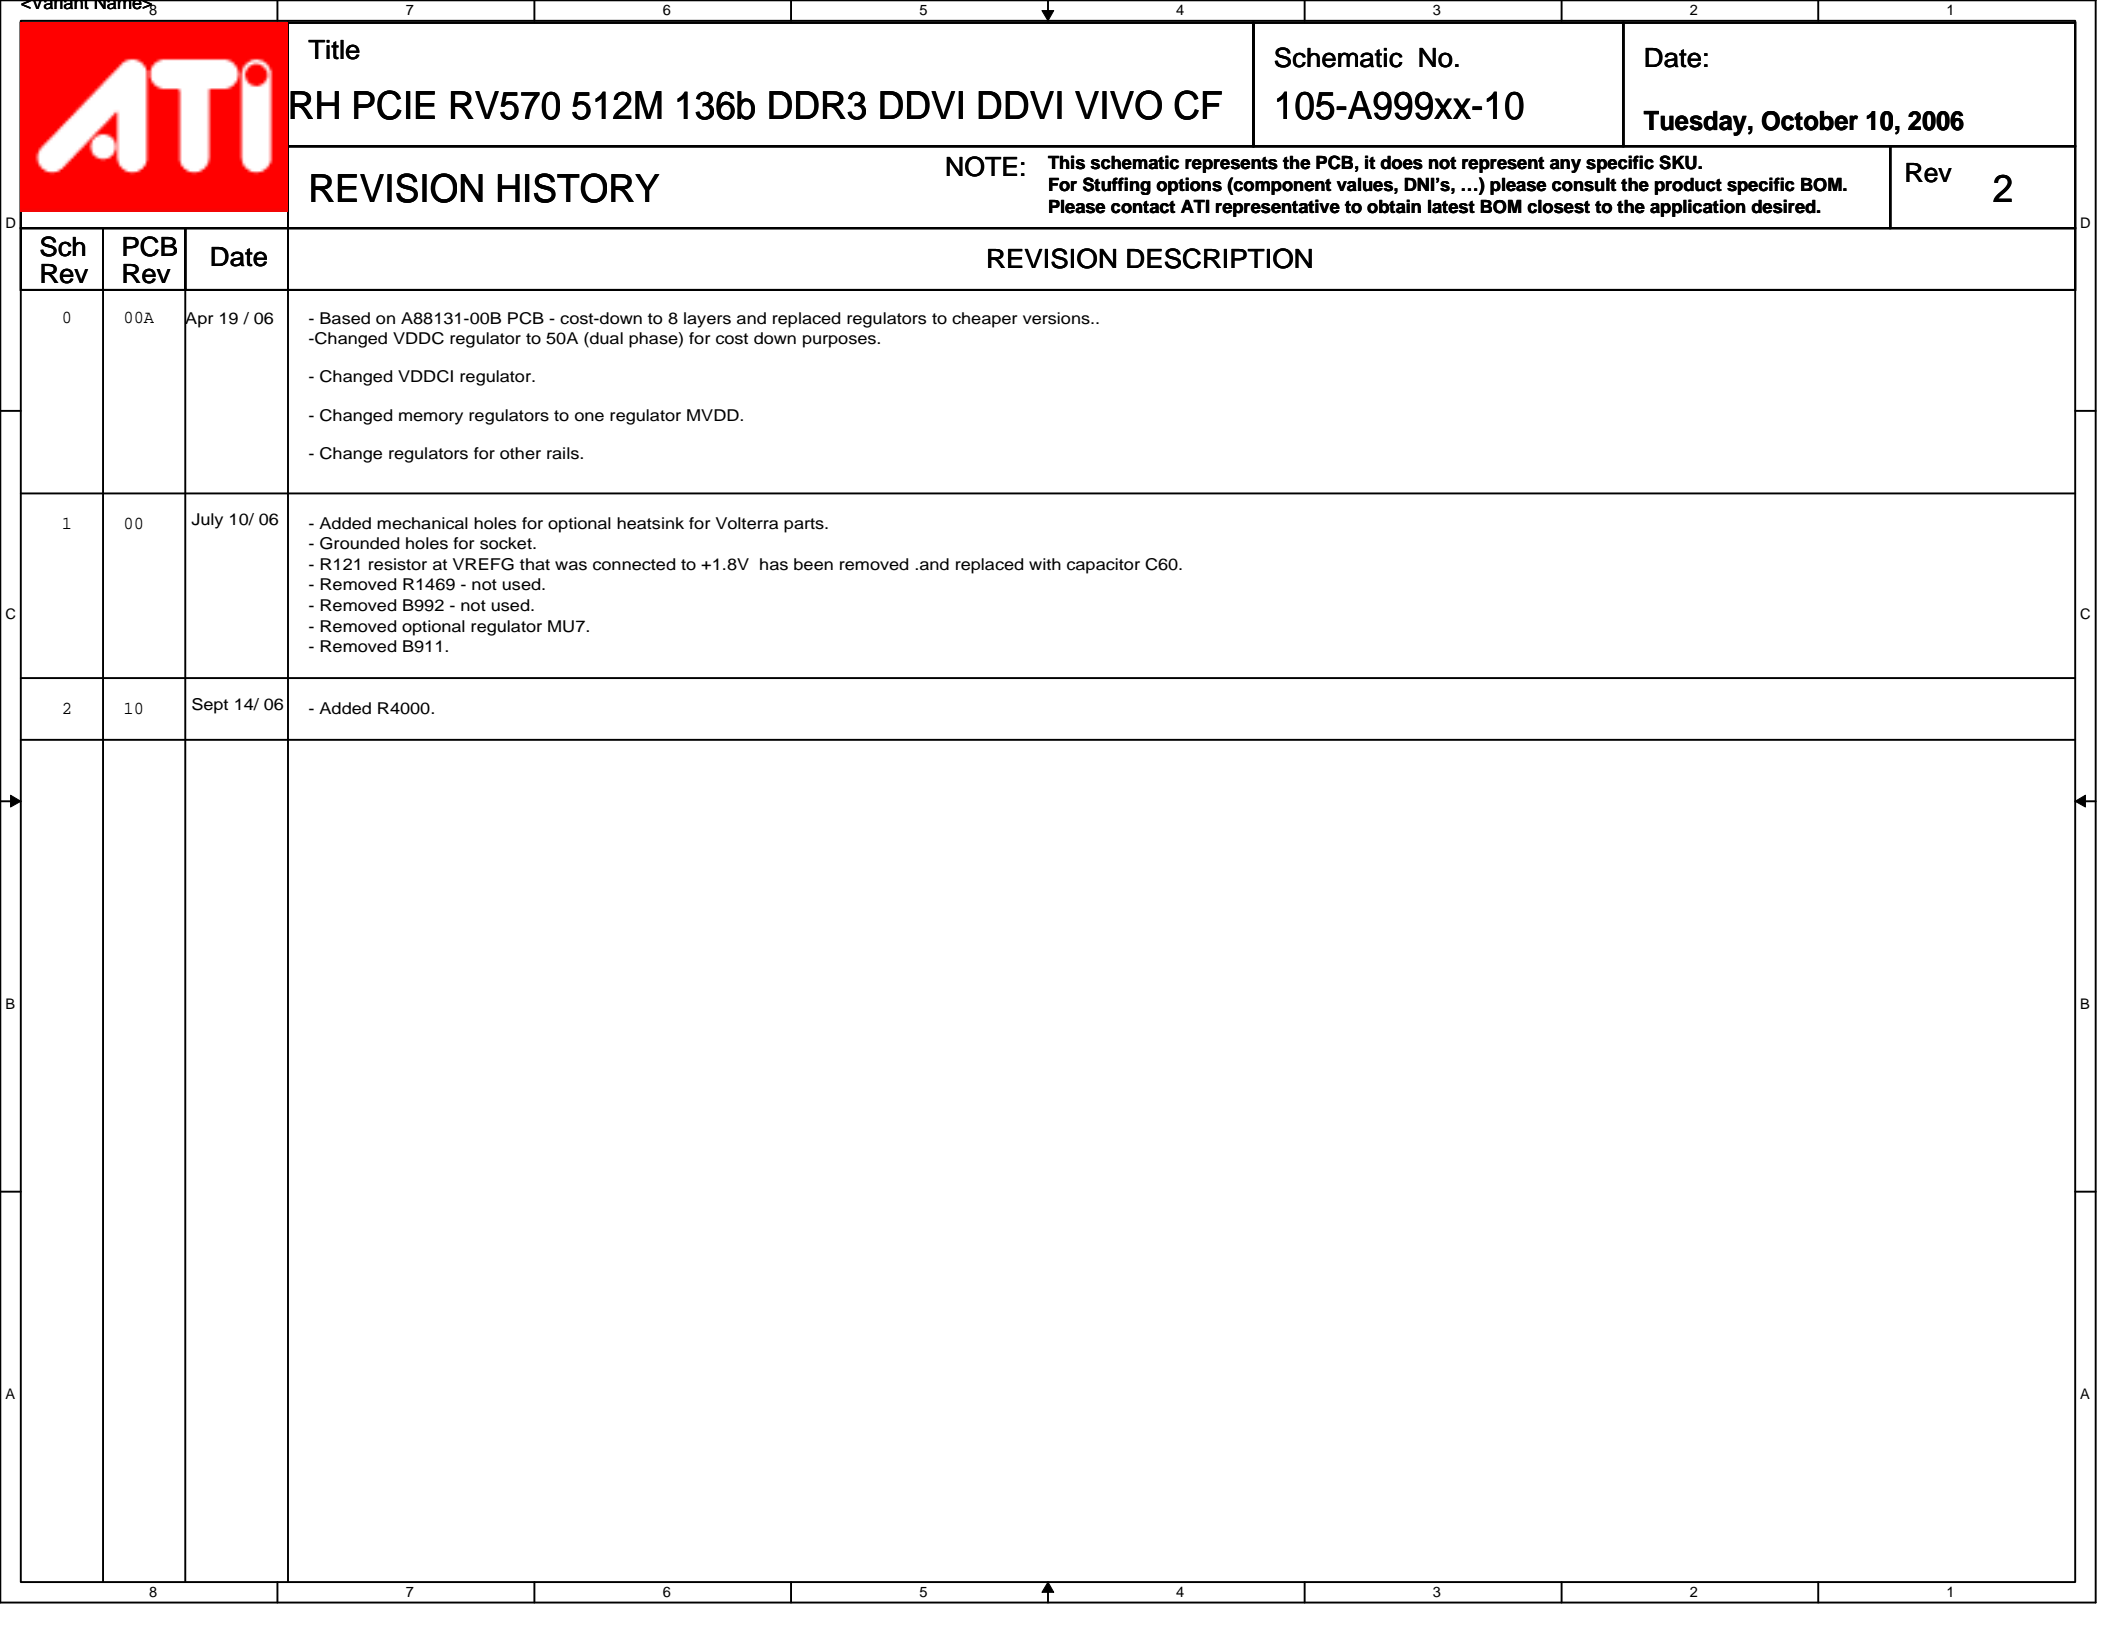 <Variant Name>
8 7 6 5 4 3 2 1
ATI
Title
RH PCIE RV570 512M 136b DDR3 DDVI DDVI VIVO CF
Schematic No.
105-A999xx-10
Date:
Tuesday, October 10, 2006
REVISION HISTORY
NOTE:
This schematic represents the PCB, it does not represent any specific SKU.
For Stuffing options (component values, DNI's, ...) please consult the product specific BOM.
Please contact ATI representative to obtain latest BOM closest to the application desired.
Rev 2
D D
Sch Rev
PCB Rev
Date
REVISION DESCRIPTION
0 00A Apr 19 / 06
- Based on A88131-00B PCB - cost-down to 8 layers and replaced regulators to cheaper versions..
-Changed VDDC regulator to 50A (dual phase) for cost down purposes.
- Changed VDDCI regulator.
- Changed memory regulators to one regulator MVDD.
- Change regulators for other rails.
1 00 July 10/ 06
- Added mechanical holes for optional heatsink for Volterra parts.
- Grounded holes for socket.
- R121 resistor at VREFG that was connected to +1.8V has been removed .and replaced with capacitor C60.
- Removed R1469 - not used.
- Removed B992 - not used.
- Removed optional regulator MU7.
- Removed B911.
C C
2 10 Sept 14/ 06
- Added R4000.
B B
A A
8 7 6 5 4 3 2 1